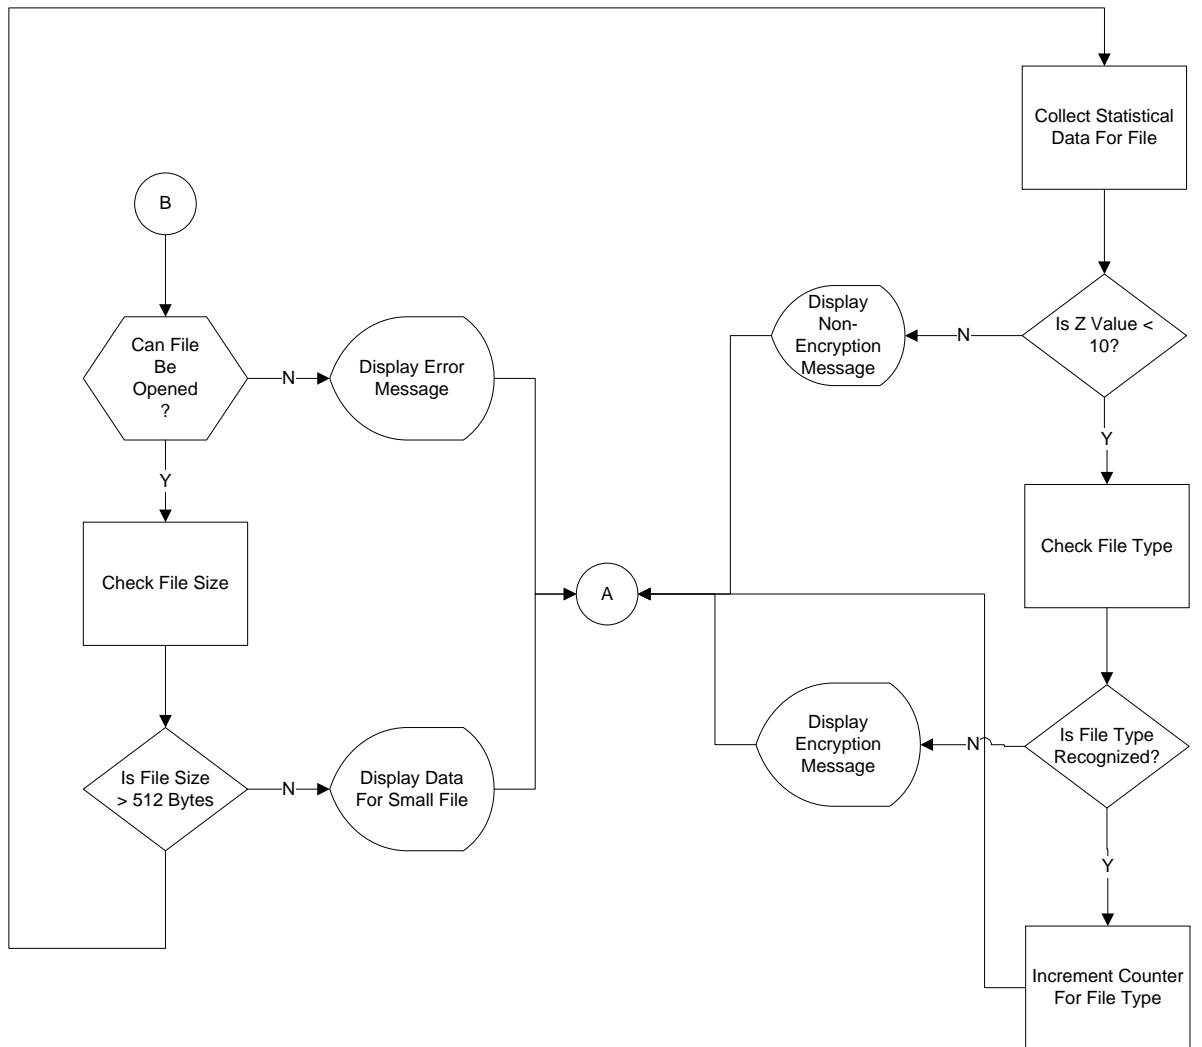 B
Can File
Be
Opened
?
N
Display Error
Message
Y
Check File Size
Is File Size
> 512 Bytes
N
Display Data
For Small File
A
Collect Statistical
Data For File
Is Z Value <
10?
N
Display
Non-
Encryption
Message
Y
Check File Type
Is File Type
Recognized?
N
Display
Encryption
Message
Y
Increment Counter
For File Type